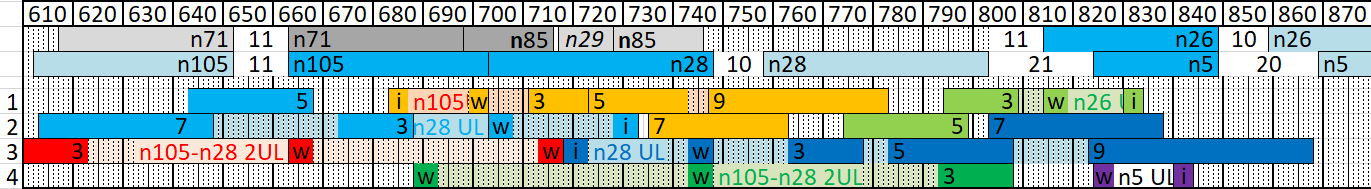 610 620 630 640 650 660 670 680 690 700 710 720 730 740 750 760 770 780 790 800 810 820 830 840 850 860 870
n71 11 n71 n85 n29 n85 11 n26 10 n26
n105 11 n105 n28 10 n28 21 n5 20 n5
1 5 i n105 w 3 5 9 3 w n26 i
2 7 3 n28 UL w i 7 5 7
3 3 n105-n28 2UL w w i n28 UL w 3 5 9
4 w w n105-n28 2UL 3 w n5 UL i